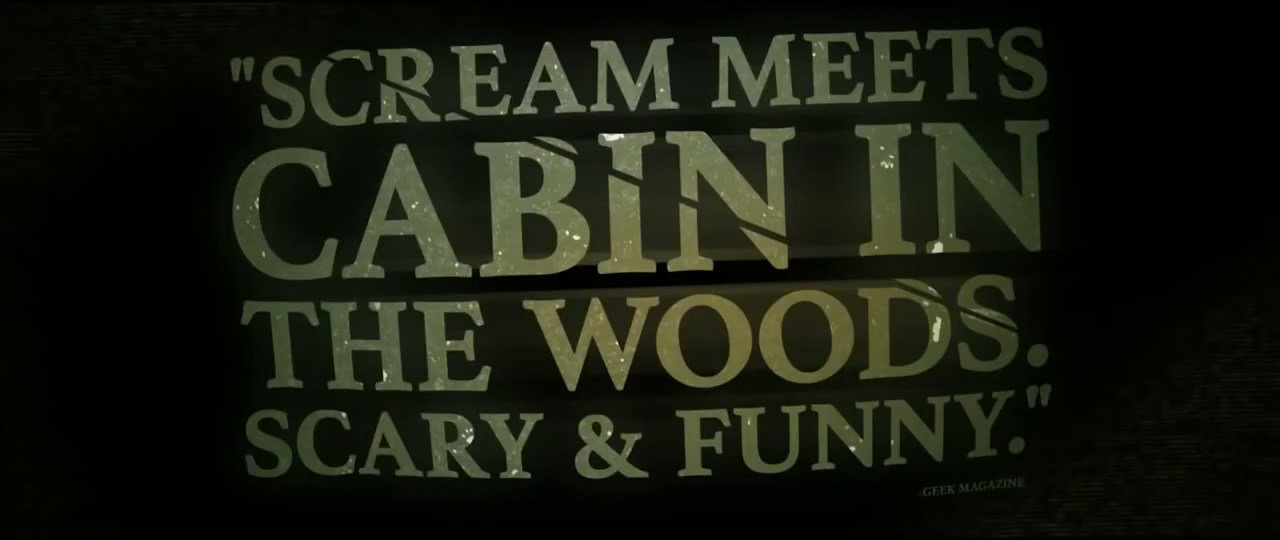 "SCREAM MEETS
CABIN IN
THE WOODS.
SCARY & FUNNY."
-GEEK MAGAZINE